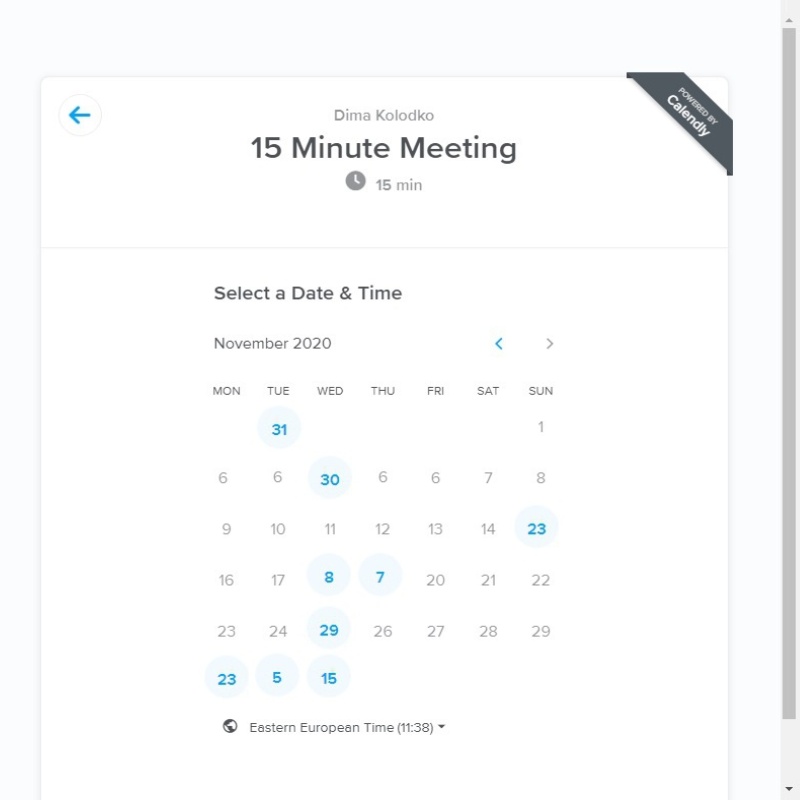 POWERED BY
Calendly
Dima Kolodko
15 Minute Meeting
15 min
Select a Date & Time
November 2020
MON TUE WED THU FRI SAT SUN
31 1
6 6 30 6 6 7 8
9 10 11 12 13 14 23
16 17 8 7 20 21 22
23 24 29 26 27 28 29
23 5 15
Eastern European Time (11:38)